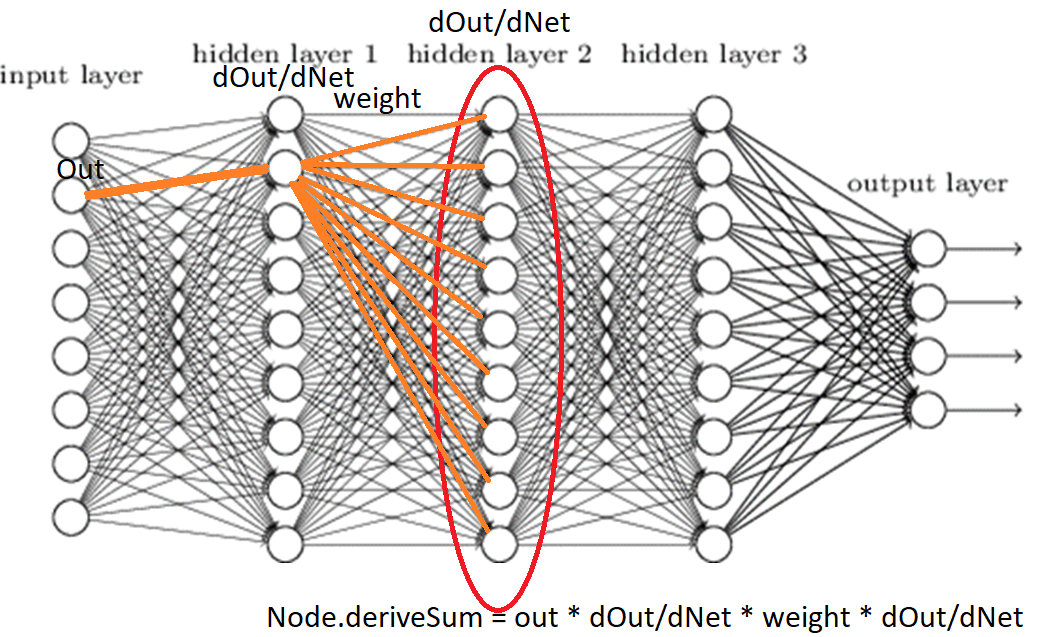 dOut/dNet
hidden layer 1 hidden layer 2 hidden layer 3
input layer
dOut/dNet
weight
Out
output layer
Node.deriveSum = out * dOut/dNet * weight * dOut/dNet